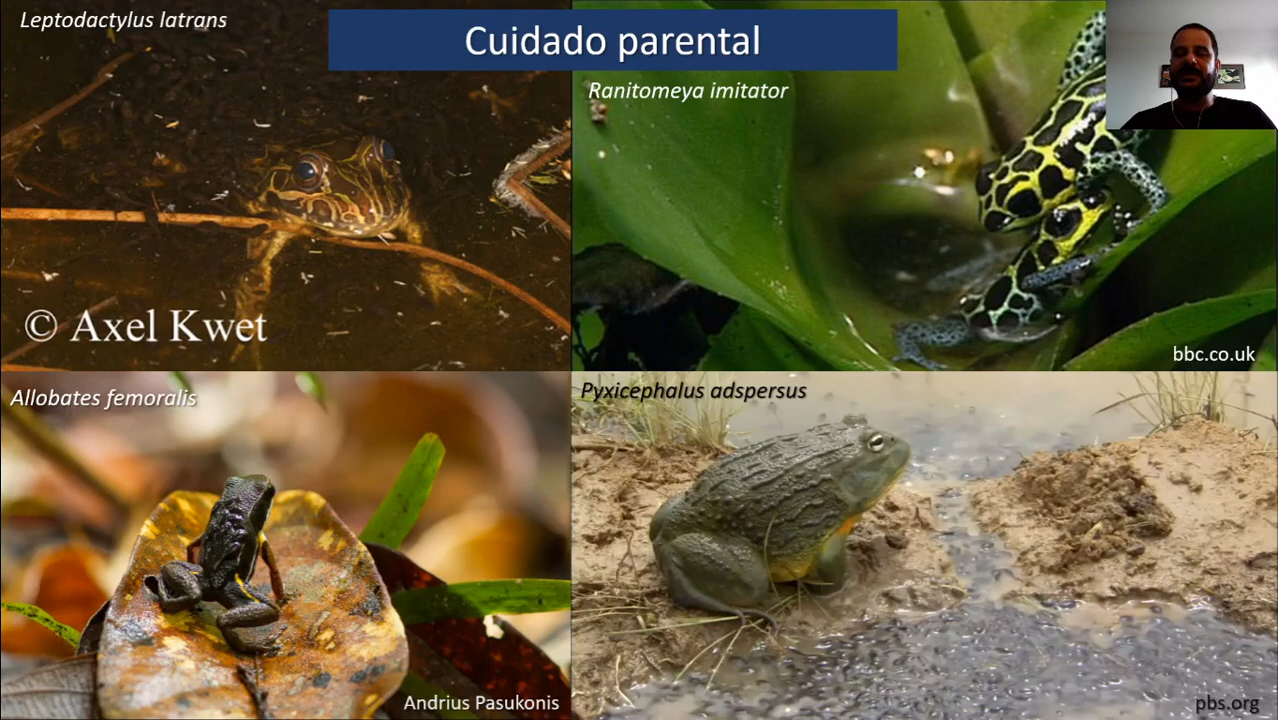 Leptodactylus latrans
Cuidado parental
Ranitomeya imitator
© Axel Kwet
bbc.co.uk
Allobates femoralis
Pyxicephalus adspersus
Andrius Pasukonis
pbs.org